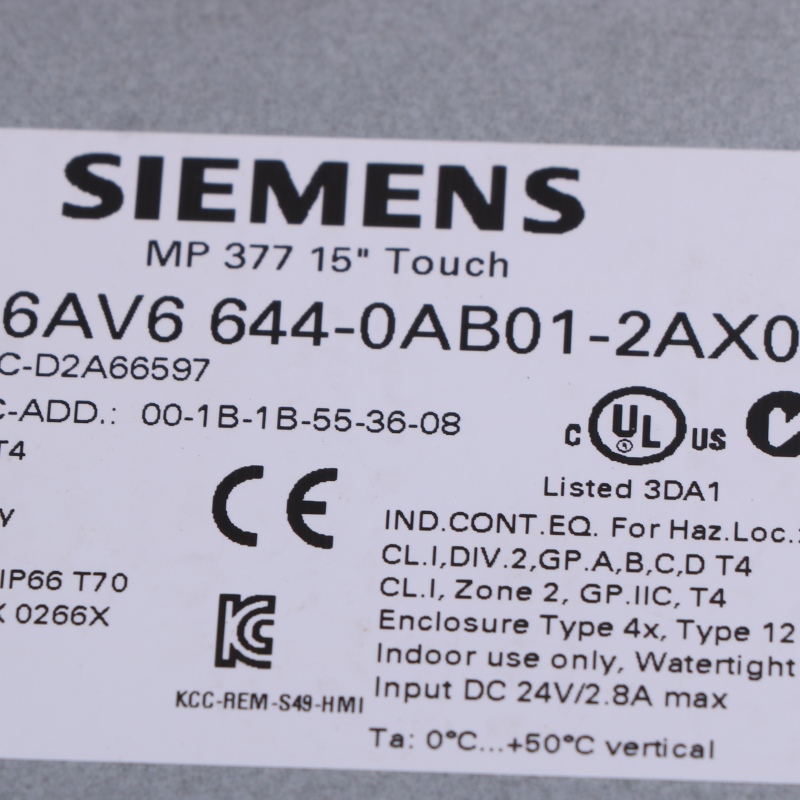 SIEMENS
MP 377 15" Touch
6AV6 644-0AB01-2AX0
C-D2A66597
C-ADD.: 00-1B-1B-55-36-08
T4
C UL US
Listed 3DA1
CE
IND.CONT.EQ. For Haz.Loc.:
CL.I,DIV.2,GP.A,B,C,D T4
CL.I, Zone 2, GP.IIC, T4
Enclosure Type 4x, Type 12
Indoor use only, Watertight
Input DC 24V/2.8A max
Ta: 0°C...+50°C vertical
y
IP66 T70
X 0266X
KCC-REM-S49-HMI